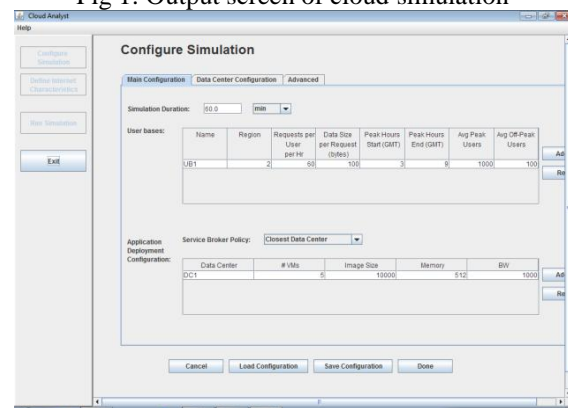 Fig 1. Output screen of cloud simulation
Cloud Analyst
Help
Configure Simulation
Configure
Simulation
Define Internet
Characteristics
Run Simulation
Exit
Main Configuration Data Center Configuration Advanced
Simulation Duration: 60.0 min
User bases:
Name Region Requests per User per Hr Data Size per Request (bytes) Peak Hours Start (GMT) Peak Hours End (GMT) Avg Peak Users Avg Off-Peak Users
UB1 2 60 100 3 9 1000 100
Ad
Re
Application Deployment Configuration:
Service Broker Policy: Closest Data Center
Data Center # VMs Image Size Memory BW
DC1 5 10000 512 1000
Ad
Re
Cancel Load Configuration Save Configuration Done